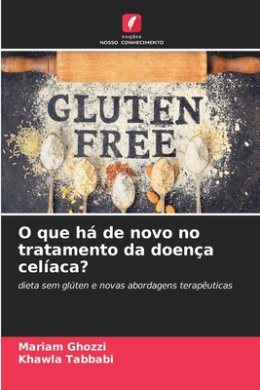 edições
NOSSO CONHECIMENTO
GLUTEN
FREE
O que há de novo no
tratamento da doença
celíaca?
dieta sem glúten e novas abordagens terapêuticas
Mariam Ghozzi
Khawla Tabbabi